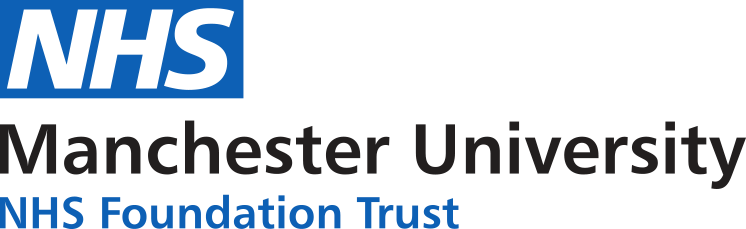 NHS
Manchester University
NHS Foundation Trust